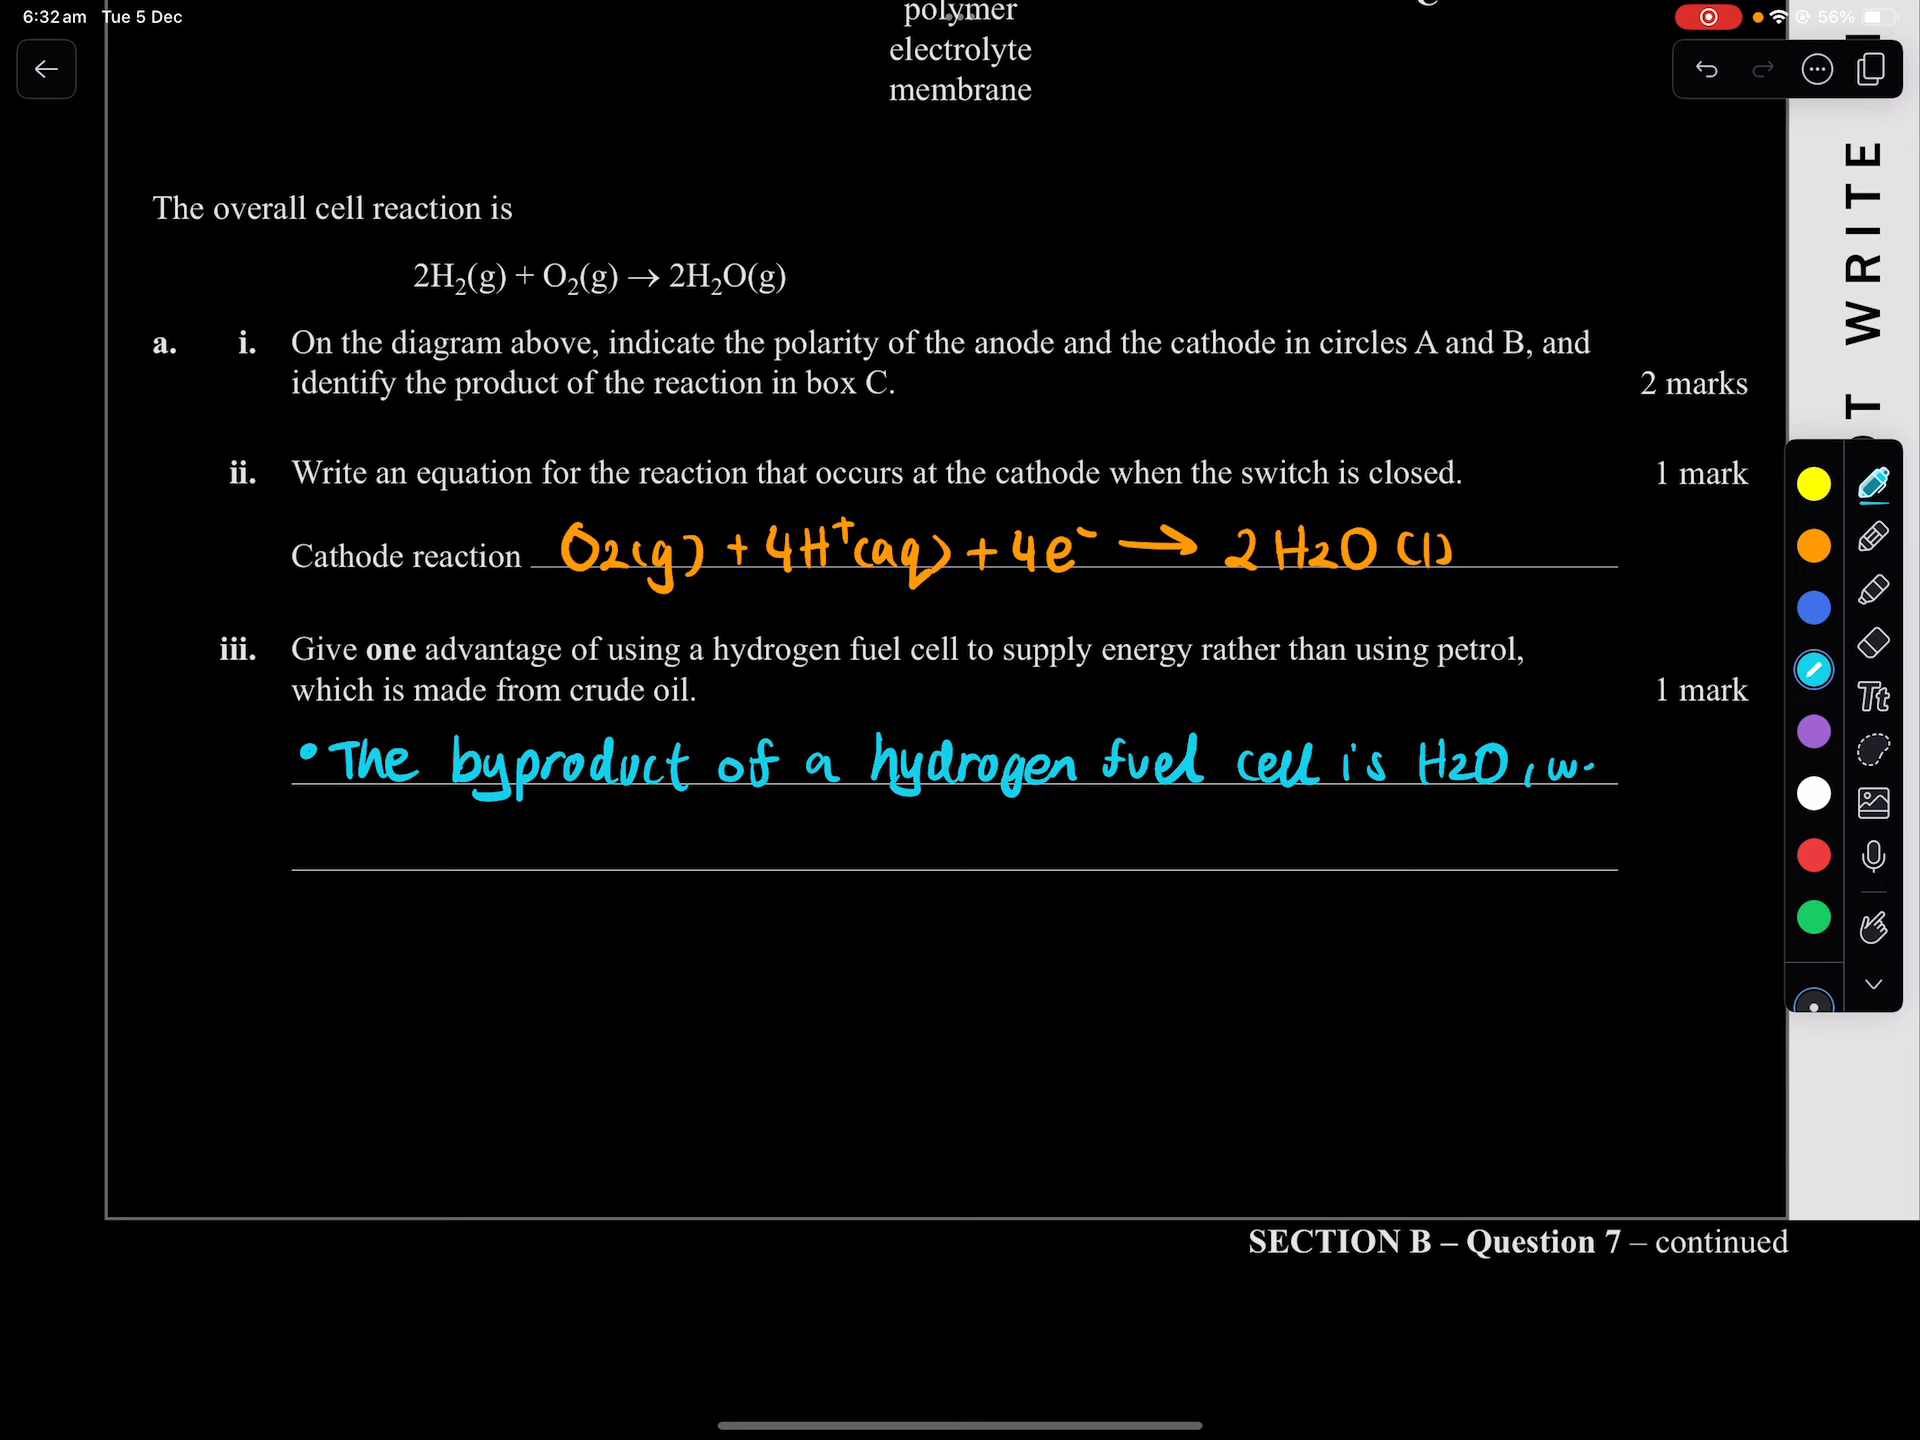 6:32 am Tue 5 Dec
56%
polymer
electrolyte
membrane
The overall cell reaction is
2H₂(g) + O₂(g) → 2H₂O(g)
a. i. On the diagram above, indicate the polarity of the anode and the cathode in circles A and B, and
identify the product of the reaction in box C. 2 marks
ii. Write an equation for the reaction that occurs at the cathode when the switch is closed. 1 mark
Cathode reaction O2(g) + 4H⁺(aq) + 4e⁻ → 2H2O (l)
iii. Give one advantage of using a hydrogen fuel cell to supply energy rather than using petrol,
which is made from crude oil. 1 mark
• The byproduct of a hydrogen fuel cell is H2O, w
SECTION B – Question 7 – continued
T WRITE
Tt